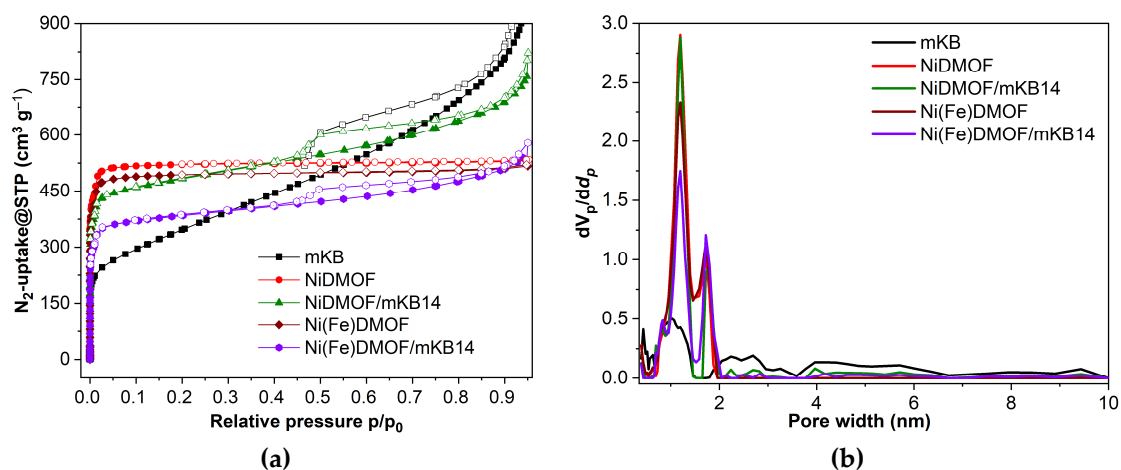 900
750
600
450
300
150
0
N₂-uptake@STP (cm³ g⁻¹)
mKB
NiDMOF
NiDMOF/mKB14
Ni(Fe)DMOF
Ni(Fe)DMOF/mKB14
0.0 0.1 0.2 0.3 0.4 0.5 0.6 0.7 0.8 0.9
Relative pressure p/p₀
(a)
3.0
2.5
2.0
1.5
1.0
0.5
0.0
dVₚ/ddₚ
mKB
NiDMOF
NiDMOF/mKB14
Ni(Fe)DMOF
Ni(Fe)DMOF/mKB14
2 4 6 8 10
Pore width (nm)
(b)